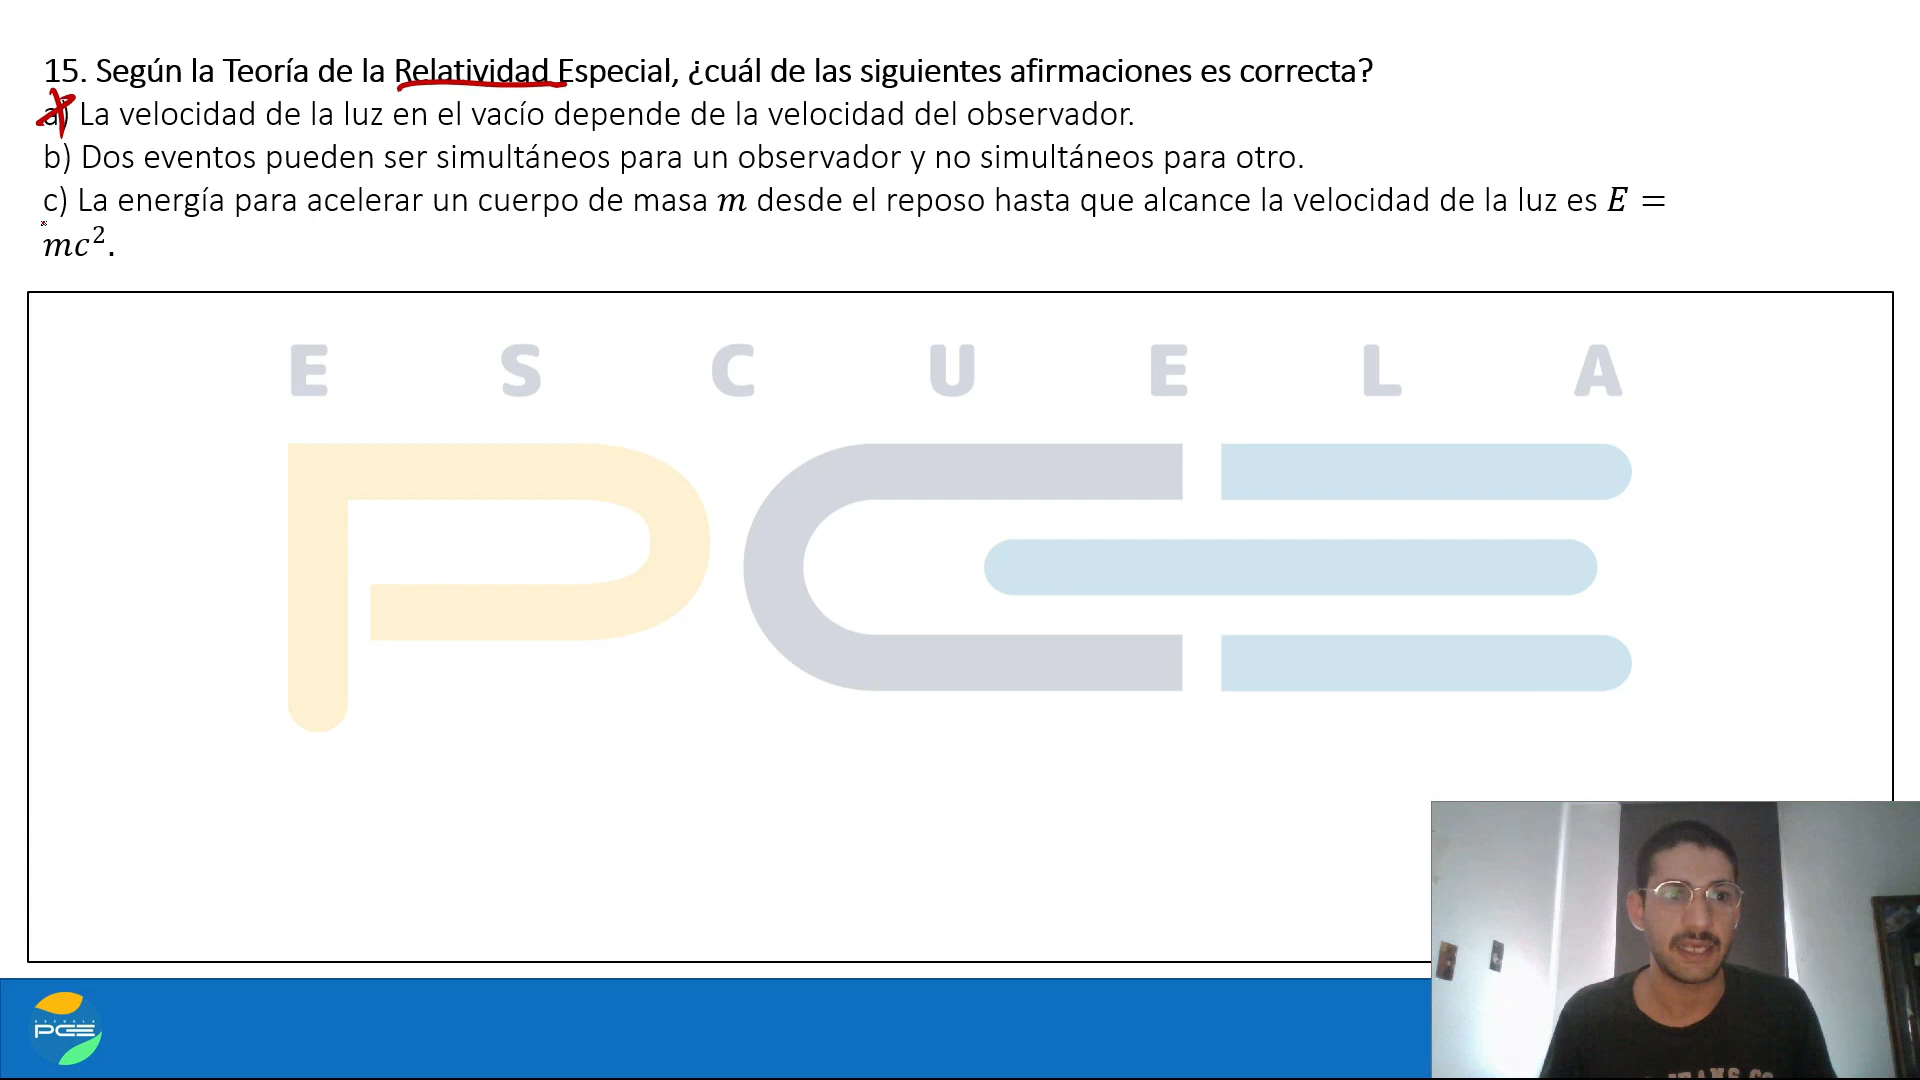 15. Según la Teoría de la Relatividad Especial, ¿cuál de las siguientes afirmaciones es correcta?
a) La velocidad de la luz en el vacío depende de la velocidad del observador.
b) Dos eventos pueden ser simultáneos para un observador y no simultáneos para otro.
c) La energía para acelerar un cuerpo de masa m desde el reposo hasta que alcance la velocidad de la luz es E =
mc².
ESCUELA
PCE
ESCUELA
PCE